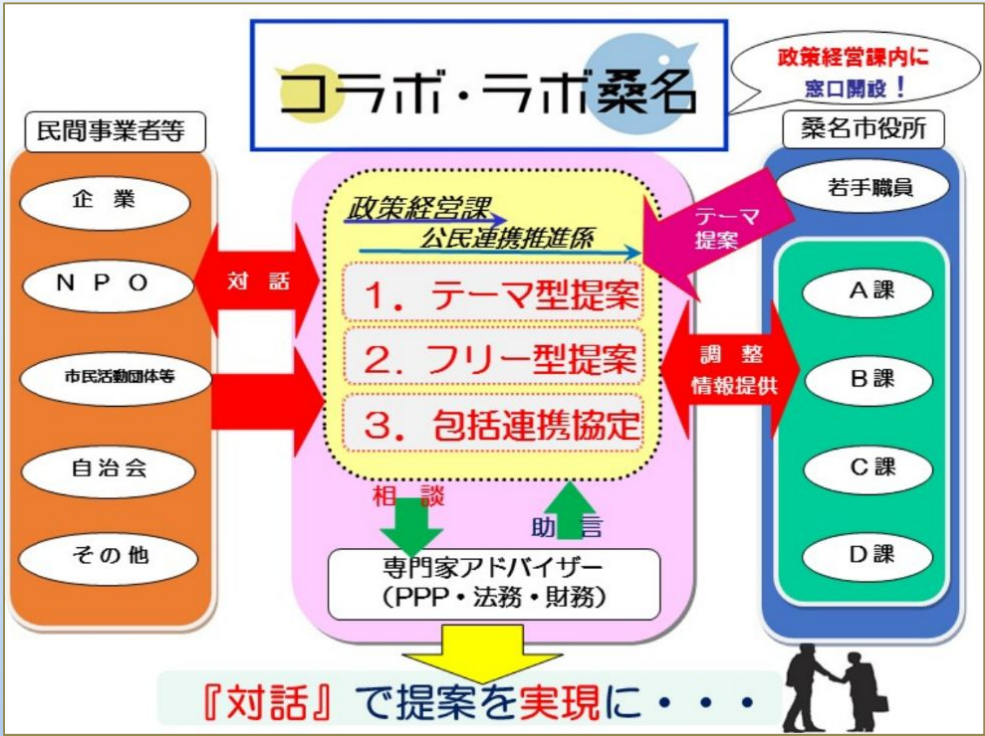 コラボ・ラボ桑名
政策経営課内に
窓口開設！
民間事業者等
企 業
N P O
市民活動団体等
自治会
その他
対 話
政策経営課
公民連携推進係
1. テーマ型提案
2. フリー型提案
3. 包括連携協定
相 談
助 言
専門家アドバイザー
（PPP・法務・財務）
テーマ
提案
調 整
情報提供
桑名市役所
若手職員
A課
B課
C課
D課
『対話』で提案を実現に・・・